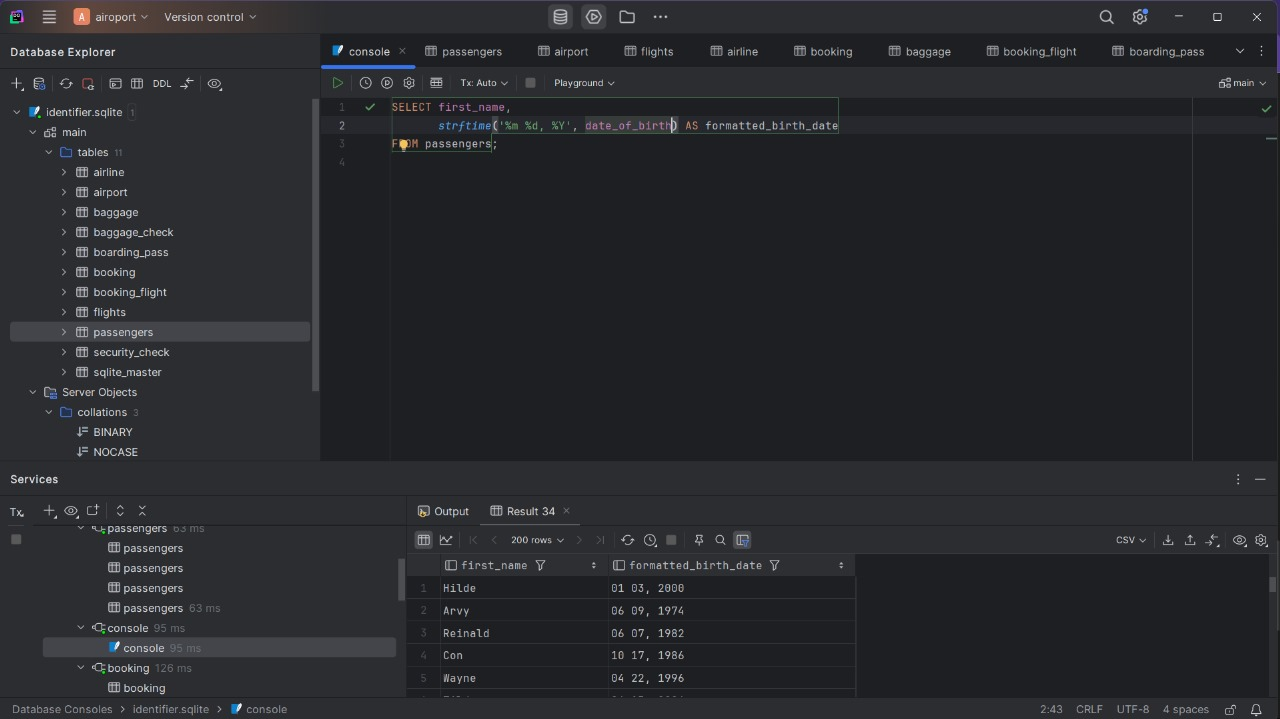 A airoport Version control
Database Explorer
console passengers airport flights airline booking baggage booking_flight boarding_pass
DDL
Tx: Auto Playground main
identifier.sqlite 1
main
tables 11
airline
airport
baggage
baggage_check
boarding_pass
booking
booking_flight
flights
passengers
security_check
sqlite_master
Server Objects
collations 3
BINARY
NOCASE
1 SELECT first_name,
2 strftime('%m %d, %Y', date_of_birth) AS formatted_birth_date
3 FROM passengers;
4
Services
Tx
passengers 63 ms
passengers
passengers
passengers
passengers 63 ms
console 95 ms
console 95 ms
booking 126 ms
booking
Output Result 34
200 rows CSV
first_name formatted_birth_date
1 Hilde 01 03, 2000
2 Arvy 06 09, 1974
3 Reinald 06 07, 1982
4 Con 10 17, 1986
5 Wayne 04 22, 1996
Database Consoles > identifier.sqlite > console 2:43 CRLF UTF-8 4 spaces